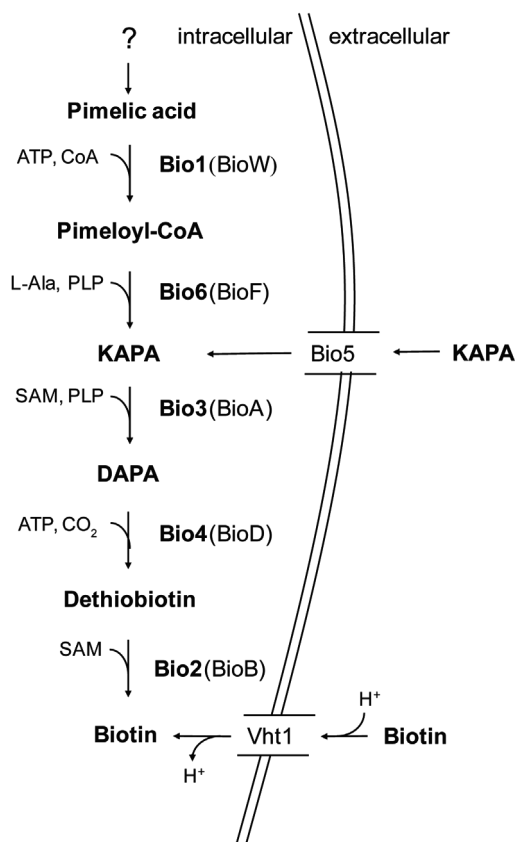 ? intracellular extracellular
Pimelic acid
ATP, CoA Bio1(BioW)
Pimeloyl-CoA
L-Ala, PLP Bio6(BioF)
KAPA Bio5 KAPA
SAM, PLP Bio3(BioA)
DAPA
ATP, CO₂ Bio4(BioD)
Dethiobiotin
SAM Bio2(BioB)
H⁺
Biotin Vht1 Biotin
H⁺